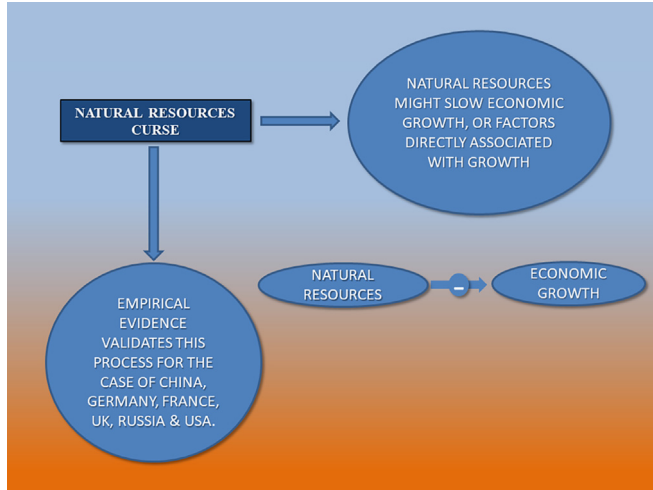 NATURAL RESOURCES
CURSE
NATURAL RESOURCES
MIGHT SLOW ECONOMIC
GROWTH, OR FACTORS
DIRECTLY ASSOCIATED
WITH GROWTH
NATURAL
RESOURCES
–
ECONOMIC
GROWTH
EMPIRICAL
EVIDENCE
VALIDATES THIS
PROCESS FOR THE
CASE OF CHINA,
GERMANY, FRANCE,
UK, RUSSIA & USA.